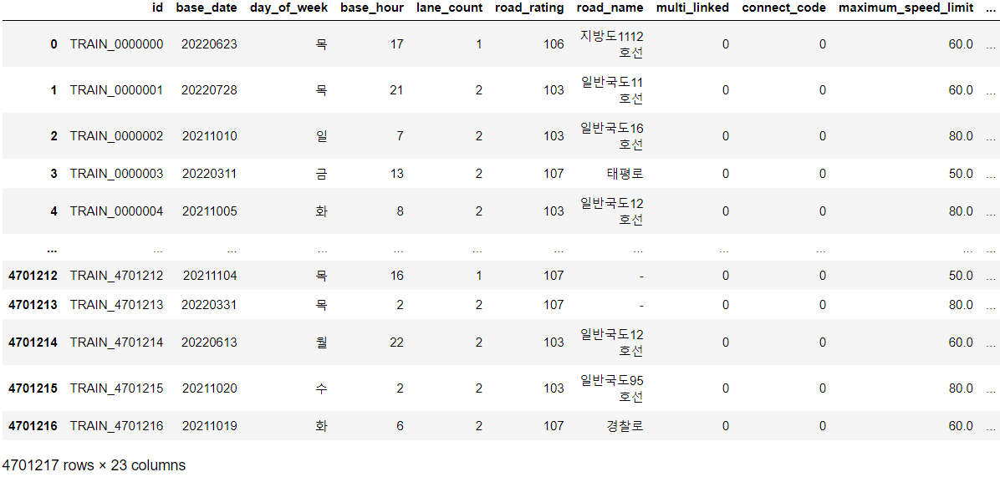 id base_date day_of_week base_hour lane_count road_rating road_name multi_linked connect_code maximum_speed_limit ...
0 TRAIN_0000000 20220623 목 17 1 106 지방도1112 0 0 60.0 ...
호선
1 TRAIN_0000001 20220728 목 21 2 103 일반국도11 0 0 60.0 ...
호선
2 TRAIN_0000002 20211010 일 7 2 103 일반국도16 0 0 80.0 ...
호선
3 TRAIN_0000003 20220311 금 13 2 107 태평로 0 0 50.0 ...
4 TRAIN_0000004 20211005 화 8 2 103 일반국도12 0 0 80.0 ...
호선
... ... ... ... ... ... ... ... ... ... ... ...
4701212 TRAIN_4701212 20211104 목 16 1 107 - 0 0 50.0 ...
4701213 TRAIN_4701213 20220331 목 2 2 107 - 0 0 80.0 ...
4701214 TRAIN_4701214 20220613 월 22 2 103 일반국도12 0 0 60.0 ...
호선
4701215 TRAIN_4701215 20211020 수 2 2 103 일반국도95 0 0 80.0 ...
호선
4701216 TRAIN_4701216 20211019 화 6 2 107 경찰로 0 0 60.0 ...
4701217 rows × 23 columns